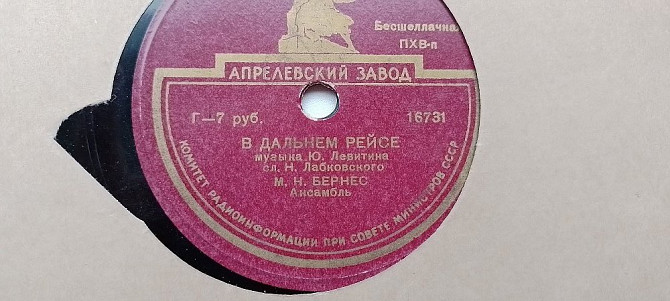 Бесшеллачная
ПХВ-п
АПРЕЛЕВСКИЙ ЗАВОД
Г—7 руб. 16731
В ДАЛЬНЕМ РЕЙСЕ
музыка Ю. Левитина
сл. Н. Лабковского
М. Н. БЕРНЕС
Ансамбль
КОМИТЕТ РАДИОИНФОРМАЦИИ ПРИ СОВЕТЕ МИНИСТРОВ СССР